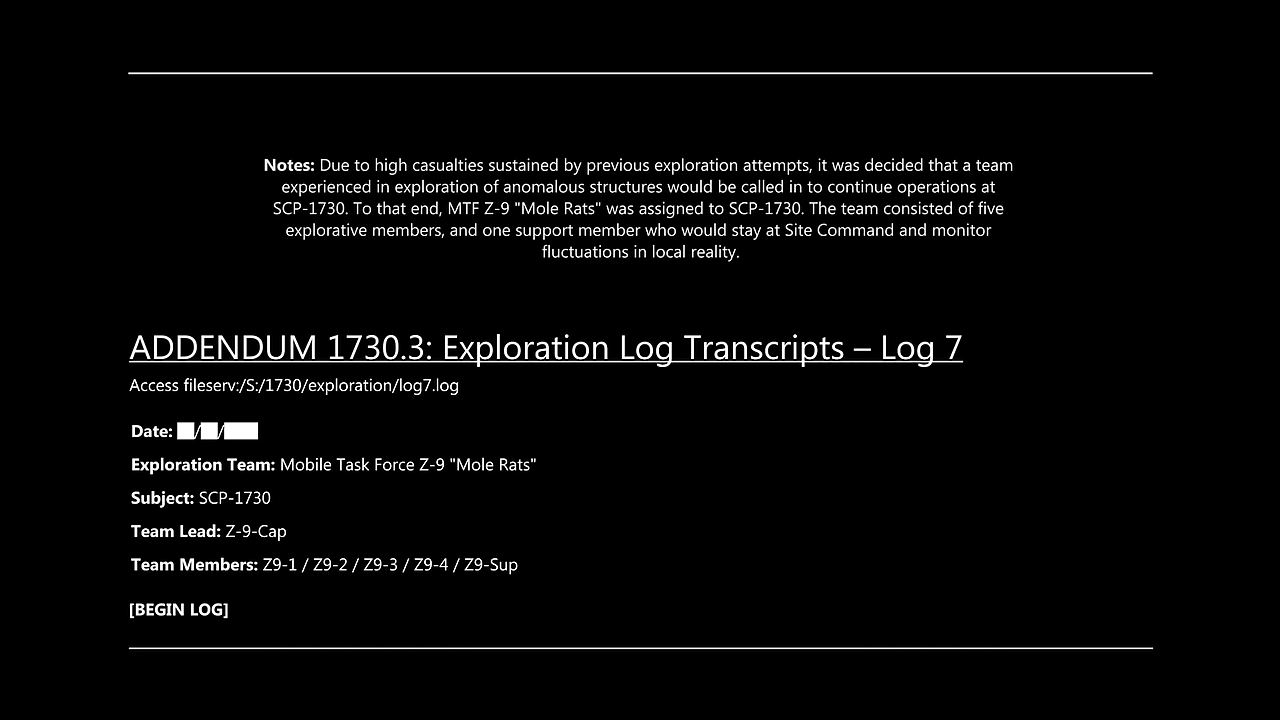 Notes: Due to high casualties sustained by previous exploration attempts, it was decided that a team
experienced in exploration of anomalous structures would be called in to continue operations at
SCP-1730. To that end, MTF Z-9 "Mole Rats" was assigned to SCP-1730. The team consisted of five
explorative members, and one support member who would stay at Site Command and monitor
fluctuations in local reality.
ADDENDUM 1730.3: Exploration Log Transcripts – Log 7
Access fileserv:/S:/1730/exploration/log7.log
Date: ██/██/████
Exploration Team: Mobile Task Force Z-9 "Mole Rats"
Subject: SCP-1730
Team Lead: Z-9-Cap
Team Members: Z9-1 / Z9-2 / Z9-3 / Z9-4 / Z9-Sup
[BEGIN LOG]